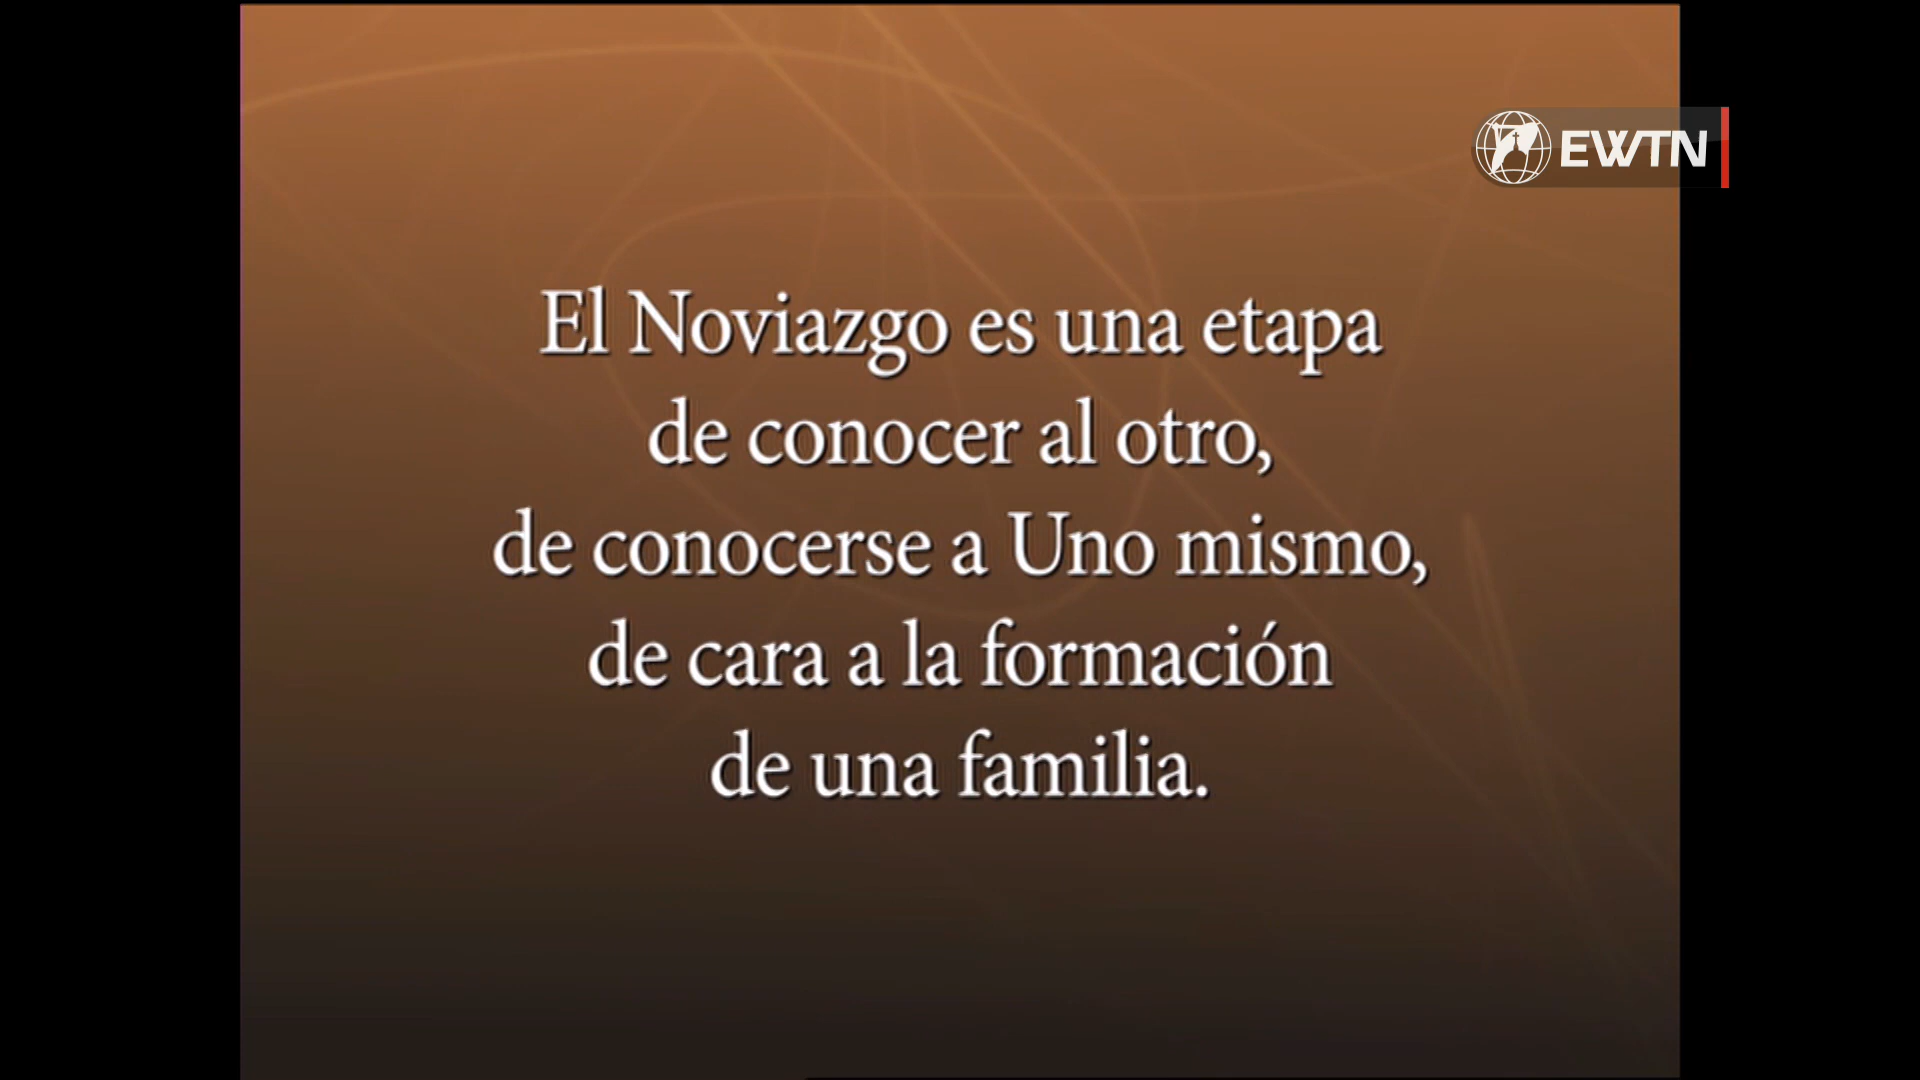 EWTN
El Noviazgo es una etapa
de conocer al otro,
de conocerse a Uno mismo,
de cara a la formación
de una familia.